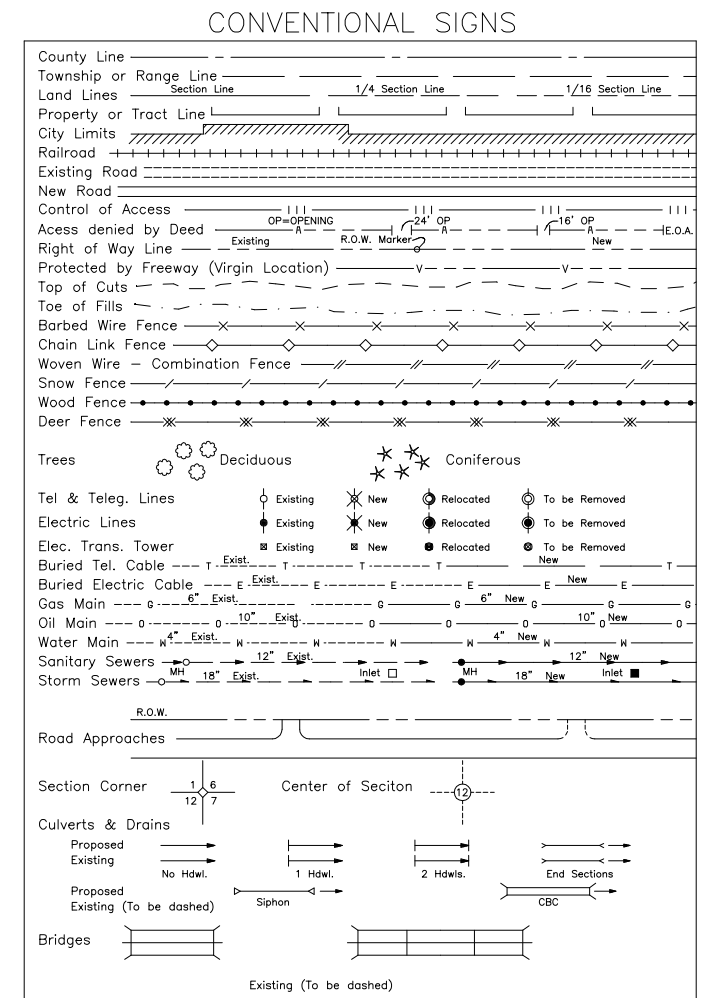 CONVENTIONAL SIGNS
County Line
Township or Range Line
Land Lines Section Line 1/4 Section Line 1/16 Section Line
Property or Tract Line
City Limits
Railroad
Existing Road
New Road
Control of Access
Acess denied by Deed OP=OPENING A 24' OP A 16' OP A E.O.A.
Right of Way Line Existing R.O.W. Marker New
Protected by Freeway (Virgin Location) V V
Top of Cuts
Toe of Fills
Barbed Wire Fence
Chain Link Fence
Woven Wire – Combination Fence
Snow Fence
Wood Fence
Deer Fence
Trees Deciduous Coniferous
Tel & Teleg. Lines Existing New Relocated To be Removed
Electric Lines Existing New Relocated To be Removed
Elec. Trans. Tower Existing New Relocated To be Removed
Buried Tel. Cable T Exist. T T T New T
Buried Electric Cable E Exist. E E E New E E
Gas Main G 6" Exist. G G 6" New G G G
Oil Main O O 10" Exist. O O O O 10" New O O
Water Main W 4" Exist. W W W W 4" New W W
Sanitary Sewers 12" Exist. 12" New
MH MH
Storm Sewers 18" Exist. Inlet 18" New Inlet
R.O.W.
Road Approaches
Section Corner 1 6 12 7 Center of Seciton 12
Culverts & Drains
Proposed
Existing
No Hdwl. 1 Hdwl. 2 Hdwls. End Sections
Proposed
Existing (To be dashed) Siphon CBC
Bridges
Existing (To be dashed)